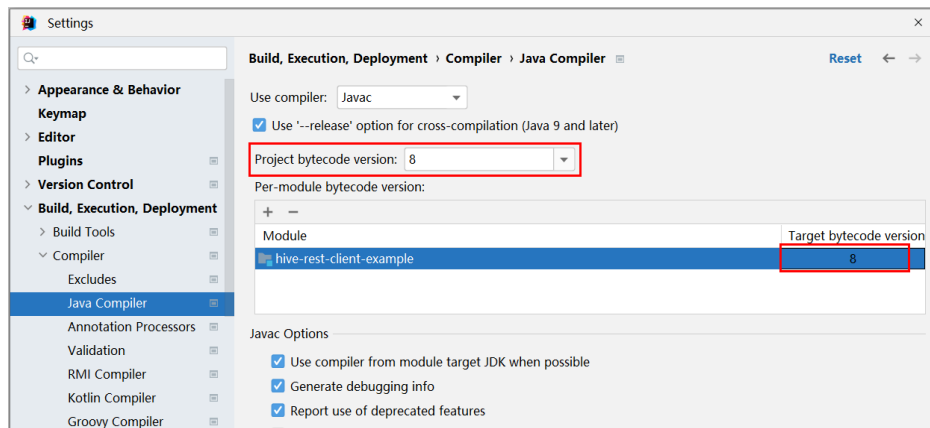 Settings
Appearance & Behavior
Keymap
Editor
Plugins
Version Control
Build, Execution, Deployment
Build Tools
Compiler
Excludes
Java Compiler
Annotation Processors
Validation
RMI Compiler
Kotlin Compiler
Groovy Compiler
Build, Execution, Deployment › Compiler › Java Compiler
Reset
Use compiler: Javac
Use '--release' option for cross-compilation (Java 9 and later)
Project bytecode version: 8
Per-module bytecode version:
Module Target bytecode version
hive-rest-client-example 8
Javac Options
Use compiler from module target JDK when possible
Generate debugging info
Report use of deprecated features